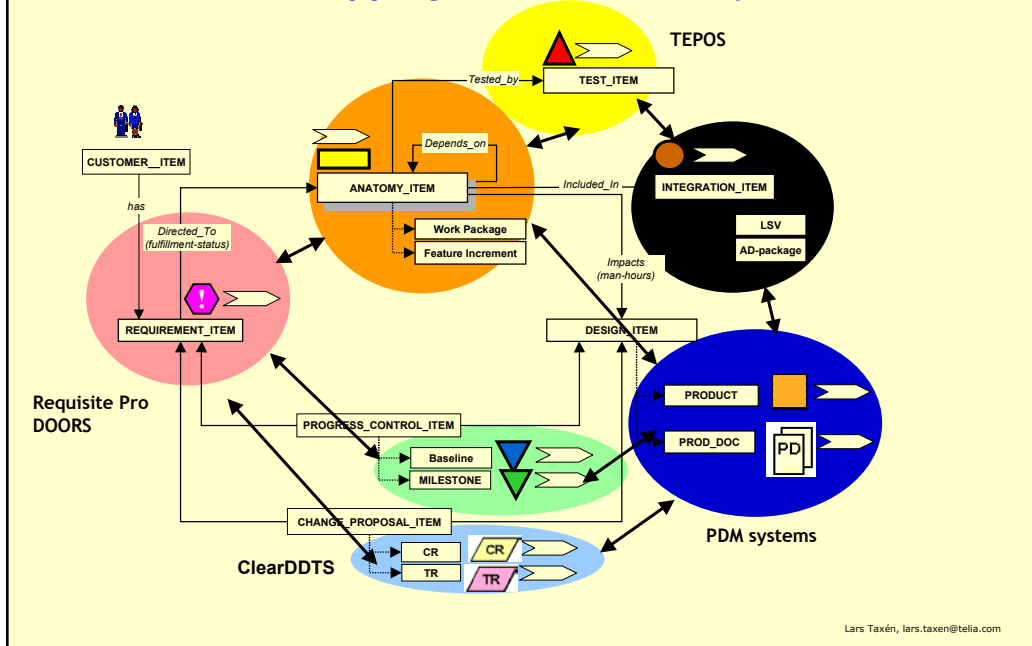 TEPOS
Tested_by
TEST_ITEM
CUSTOMER__ITEM
Depends_on
has
ANATOMY_ITEM
Included_In
INTEGRATION_ITEM
Directed_To
(fulfillment-status)
Work Package
Feature Increment
LSV
AD-package
Impacts
(man-hours)
!
REQUIREMENT_ITEM
DESIGN_ITEM
Requisite Pro
DOORS
PRODUCT
PROGRESS_CONTROL_ITEM
PROD_DOC
PD
Baseline
MILESTONE
CHANGE_PROPOSAL_ITEM
PDM systems
ClearDDTS
CR
CR
TR
TR
Lars Taxén, lars.taxen@telia.com